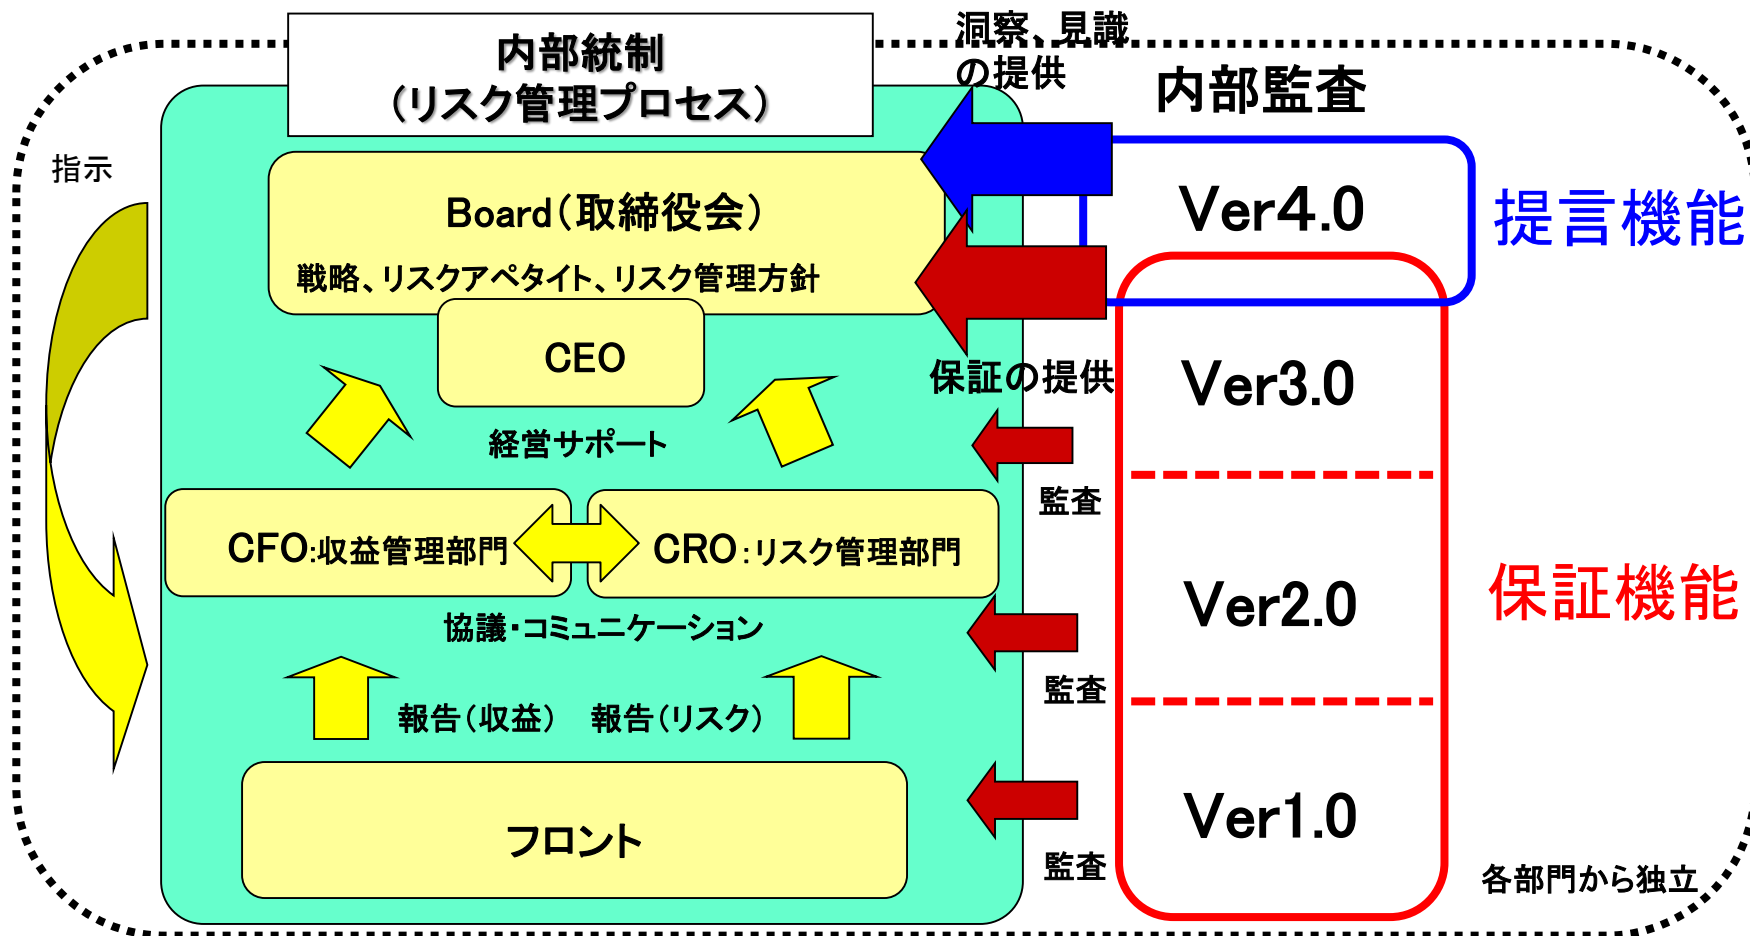 内部統制
（リスク管理プロセス）
洞察、見識
の提供
内部監査
指示
Board（取締役会）
戦略、リスクアペタイト、リスク管理方針
Ver4.0
提言機能
CEO
保証の提供
Ver3.0
経営サポート
監査
CFO:収益管理部門
CRO：リスク管理部門
Ver2.0
保証機能
協議・コミュニケーション
監査
報告（収益）
報告（リスク）
フロント
Ver1.0
監査
各部門から独立